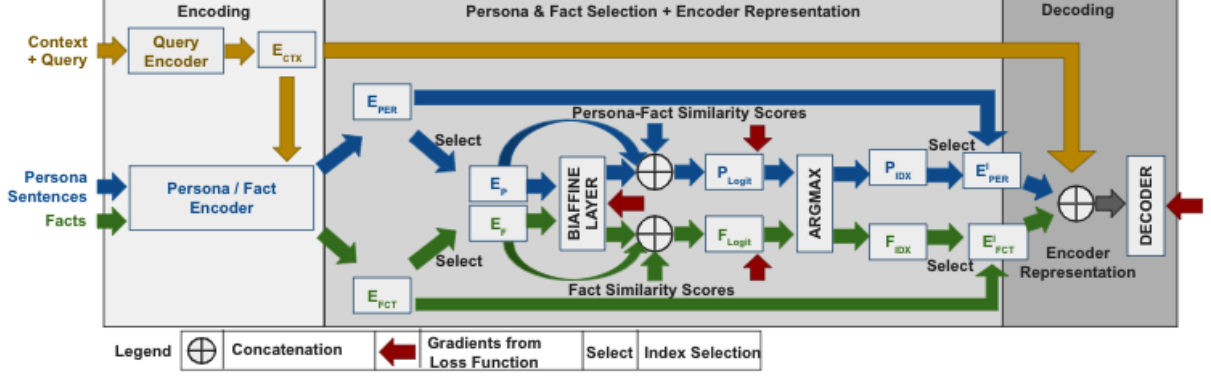 Encoding
Persona & Fact Selection + Encoder Representation
Decoding
Context
+ Query
Query
Encoder
E_CTX
E_PER
Persona-Fact Similarity Scores
Select
Select
Persona
Sentences
Facts
Persona / Fact
Encoder
E_P
E_F
BIAFFINE
LAYER
P_Logit
F_Logit
ARGMAX
P_IDX
F_IDX
E^I_PER
E^I_FCT
DECODER
Select
Select
Encoder
Representation
E_FCT
Fact Similarity Scores
Legend
Concatenation
Gradients from
Loss Function
Select
Index Selection